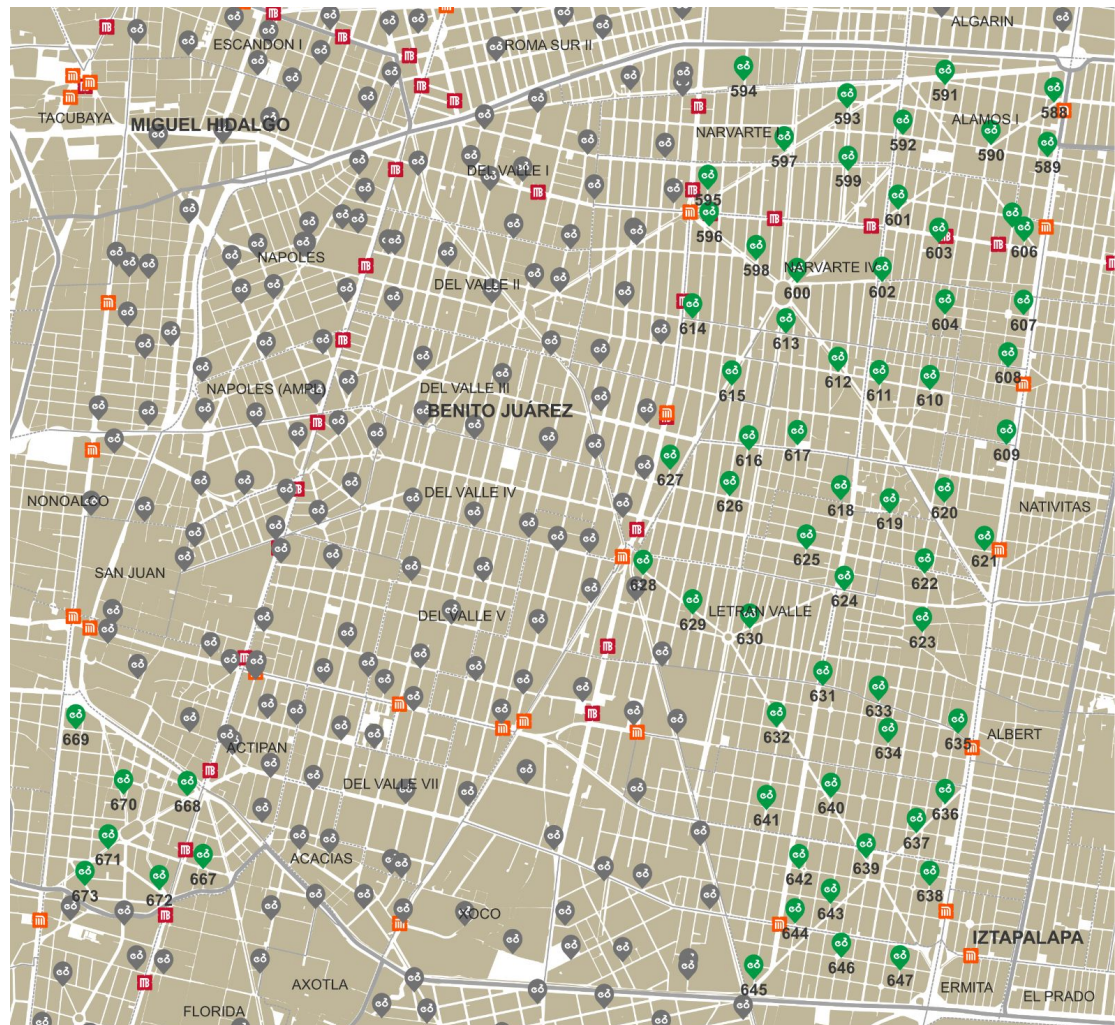 ALGARIN
ESCANDON I
ROMA SUR II
594
591
TACUBAYA
588
593
MIGUEL HIDALGO
ALAMOS I
NARVARTE I
592
590
597
589
DEL VALLE I
599
595
601
596
606
603
NAPOLES
598
NARVARTE IV
600
602
DEL VALLE II
614
604
607
613
612
608
DEL VALLE III
NAPOLES (AMPL)
615
611
610
BENITO JUÁREZ
616
617
609
627
DEL VALLE IV
NONOALCO
626
618
619
620
NATIVITAS
625
621
SAN JUAN
628
622
624
DEL VALLE V
629
LETRAN VALLE
630
623
631
633
669
632
634
635
ALBERT
ACTIPAN
DEL VALLE VII
670
668
640
636
641
637
671
ACACIAS
639
667
642
673
672
638
XOCO
643
644
IZTAPALAPA
646
647
645
AXOTLA
ERMITA
EL PRADO
FLORIDA